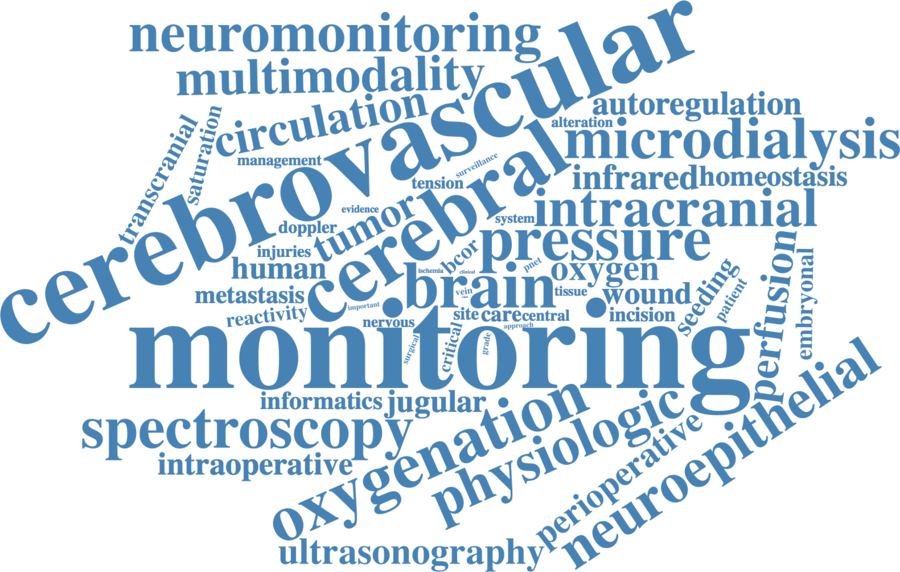 neuromonitoring
cerebrovascular
multimodality
circulation
autoregulation
alteration
microdialysis
transcranial
saturation
management
surveillance
tension
cerebral
infrared
homeostasis
evidence
doppler
tumor
system
intracranial
injuries
human
bcor
pressure
pnet
oxygen
ischemia
clinical
brain
metastasis
vein
tissue
wound
seeding
patient
perfusion
embryonal
important
reactivity
nervous
site
care
central
incision
approach
monitoring
surgical
critical
grade
informatics
jugular
spectroscopy
intraoperative
oxygenation
physiologic
perioperative
neuroepithelial
ultrasonography